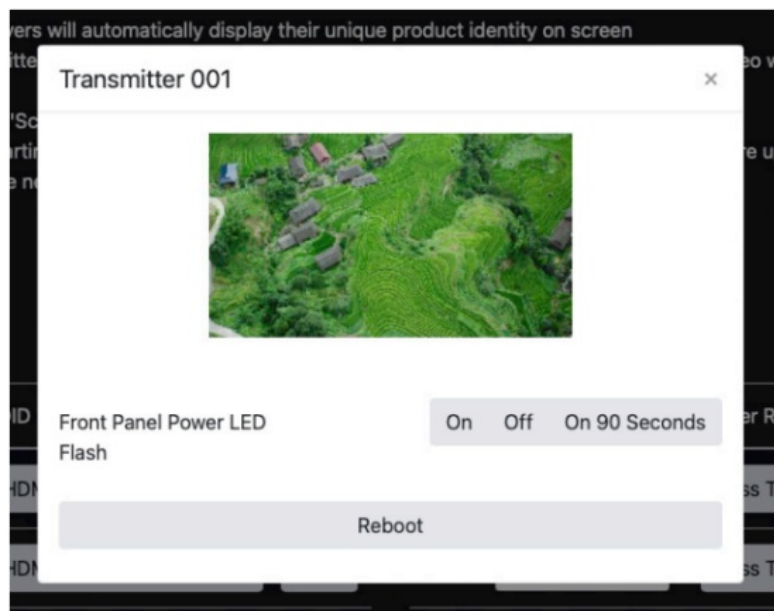 vers will automatically display their unique product identity on screen
Transmitter 001 ×
Front Panel Power LED
Flash
On Off On 90 Seconds
Reboot